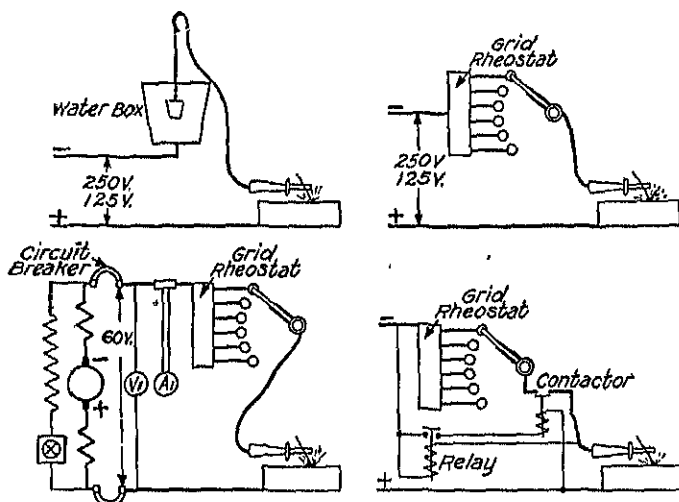 Water Box
−
250V.
125V.
+
Grid
Rheostat
−
250V.
125V.
+
Circuit
Breaker
Grid
Rheostat
60V.
−
+
V1
A1
Grid
Rheostat
−
Contactor
Relay
+